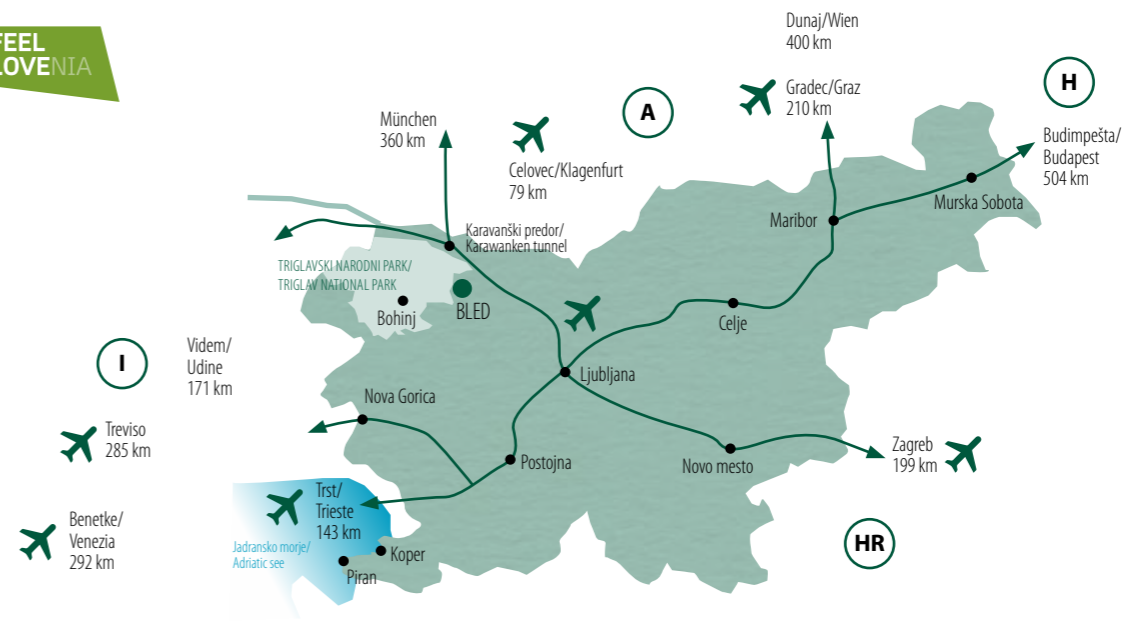 FEEL
LOVENIA
Dunaj/Wien
400 km
H
A
Gradec/Graz
210 km
München
360 km
Budimpešta/
Budapest
504 km
Celovec/Klagenfurt
79 km
Murska Sobota
Maribor
Karavanški predor/
Karawanken tunnel
TRIGLAVSKI NARODNI PARK/
TRIGLAV NATIONAL PARK
BLED
Bohinj
Celje
I
Videm/
Udine
171 km
Ljubljana
Nova Gorica
Treviso
285 km
Postojna
Novo mesto
Zagreb
199 km
Trst/
Trieste
143 km
Benetke/
Venezia
292 km
Jadransko morje/
Adriatic see
Koper
Piran
HR